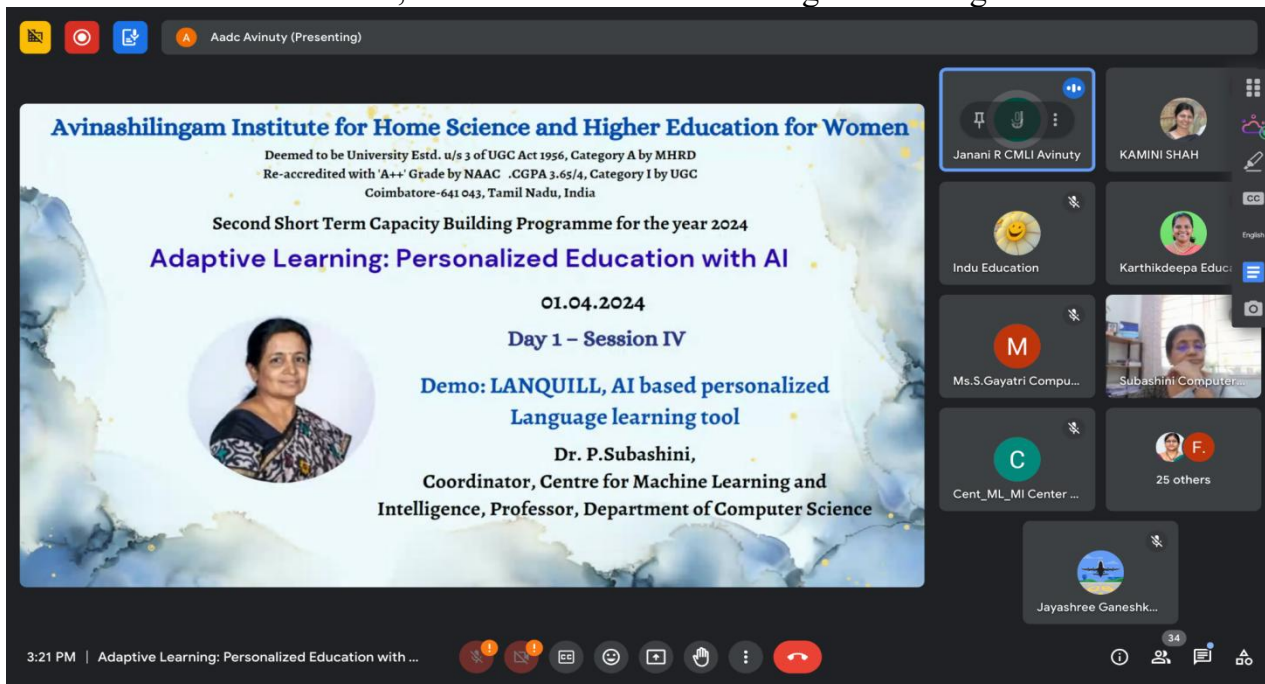 Aadc Avinuty (Presenting)
Avinashilingam Institute for Home Science and Higher Education for Women
Deemed to be University Estd. u/s 3 of UGC Act 1956, Category A by MHRD
Re-accredited with 'A++' Grade by NAAC .CGPA 3.65/4, Category I by UGC
Coimbatore-641 043, Tamil Nadu, India
Second Short Term Capacity Building Programme for the year 2024
Adaptive Learning: Personalized Education with AI
01.04.2024
Day 1 – Session IV
Demo: LANQUILL, AI based personalized
Language learning tool
Dr. P.Subashini,
Coordinator, Centre for Machine Learning and
Intelligence, Professor, Department of Computer Science
Janani R CMLI Avinuty
KAMINI SHAH
Indu Education
Karthikdeepa Educ
M
Ms.S.Gayatri Compu...
Subashini Computer...
C
Cent_ML_MI Center ...
F.
25 others
Jayashree Ganeshk...
CC
English
3:21 PM | Adaptive Learning: Personalized Education with ...
34